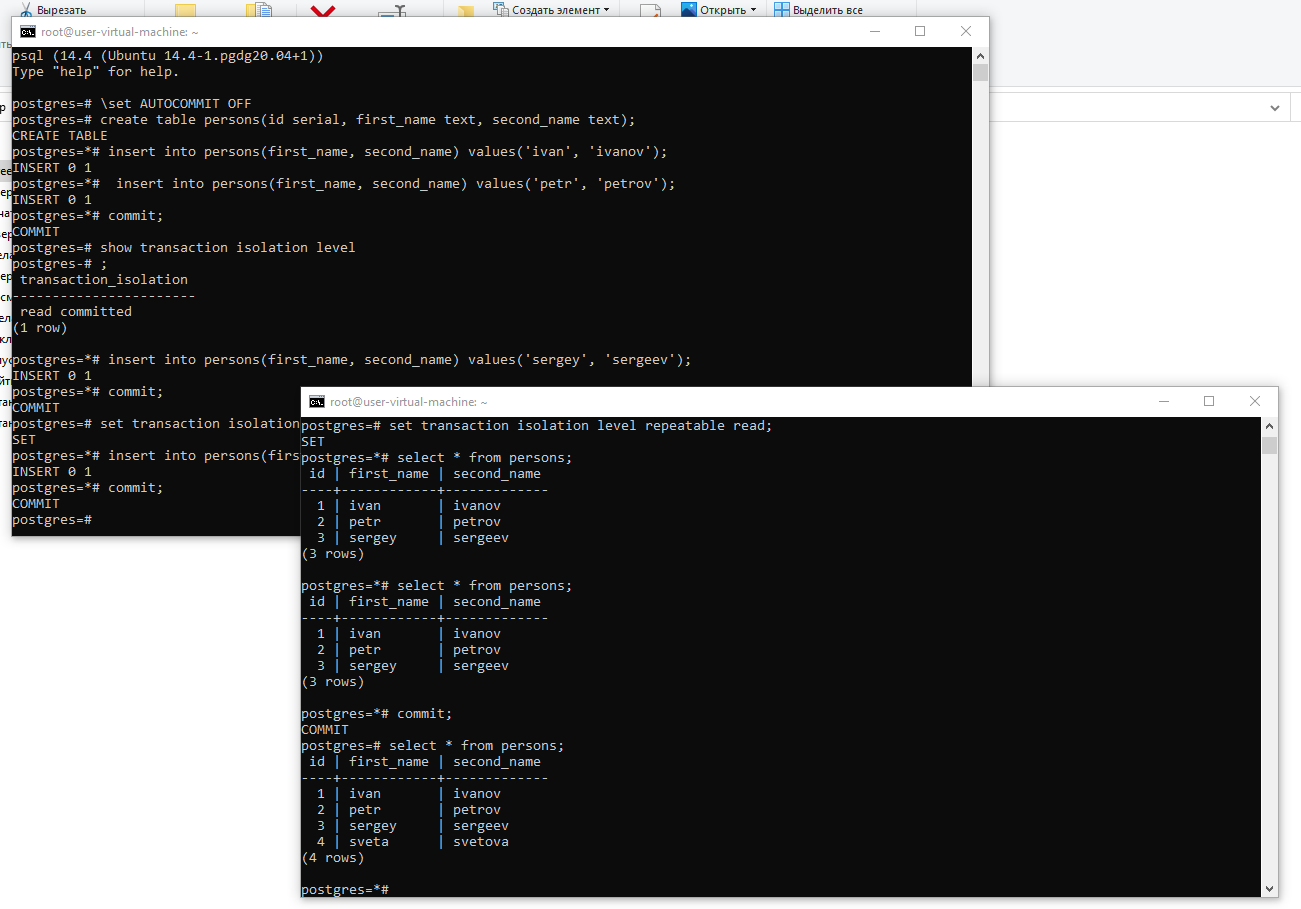 Вырезать
Создать элемент
Открыть
Выделить все
root@user-virtual-machine: ~
psql (14.4 (Ubuntu 14.4-1.pgdg20.04+1))
Type "help" for help.
postgres=# \set AUTOCOMMIT OFF
postgres=# create table persons(id serial, first_name text, second_name text);
CREATE TABLE
postgres=*# insert into persons(first_name, second_name) values('ivan', 'ivanov');
INSERT 0 1
postgres=*#  insert into persons(first_name, second_name) values('petr', 'petrov');
INSERT 0 1
postgres=*# commit;
COMMIT
postgres=# show transaction isolation level
postgres-# ;
 transaction_isolation
-----------------------
 read committed
(1 row)
postgres=*# insert into persons(first_name, second_name) values('sergey', 'sergeev');
INSERT 0 1
postgres=*# commit;
COMMIT
postgres=# set transaction isolation
SET
postgres=*# insert into persons(firs
INSERT 0 1
postgres=*# commit;
COMMIT
postgres=#
root@user-virtual-machine: ~
postgres=# set transaction isolation level repeatable read;
SET
postgres=*# select * from persons;
 id | first_name | second_name
----+------------+-------------
  1 | ivan       | ivanov
  2 | petr       | petrov
  3 | sergey     | sergeev
(3 rows)
postgres=*# select * from persons;
 id | first_name | second_name
----+------------+-------------
  1 | ivan       | ivanov
  2 | petr       | petrov
  3 | sergey     | sergeev
(3 rows)
postgres=*# commit;
COMMIT
postgres=# select * from persons;
 id | first_name | second_name
----+------------+-------------
  1 | ivan       | ivanov
  2 | petr       | petrov
  3 | sergey     | sergeev
  4 | sveta      | svetova
(4 rows)
postgres=*#